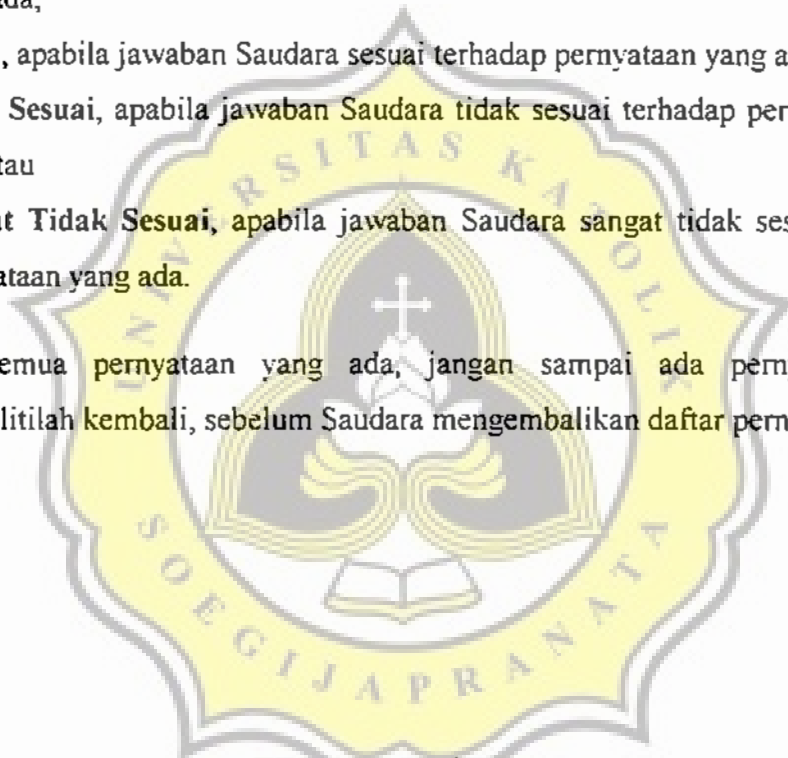 da,
, apabila jawaban Saudara sesuai terhadap pernyataan yang a
Sesuai, apabila jawaban Saudara tidak sesuai terhadap per
tau
t Tidak Sesuai, apabila jawaban Saudara sangat tidak ses
ataan yang ada.
emua pernyataan yang ada, jangan sampai ada pern
litilah kembali, sebelum Saudara mengembalikan daftar pern
UNIVERSITAS KATOLIK
SOEGIJAPRANATA